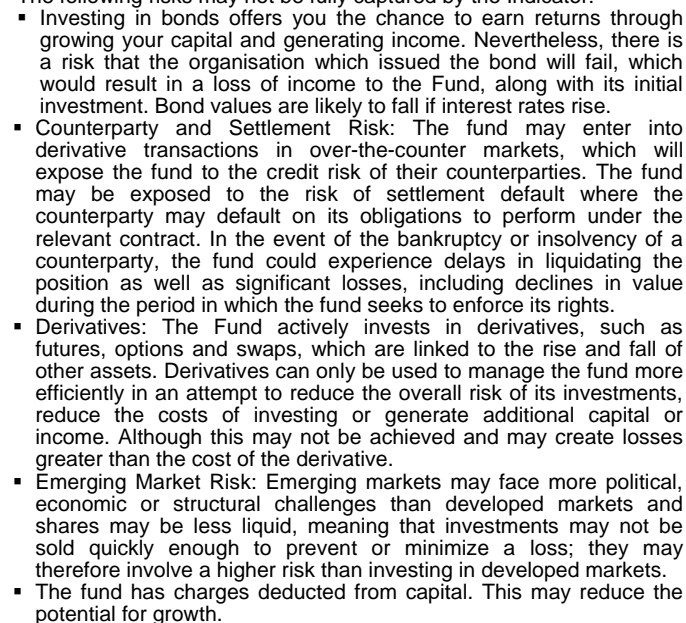 The following risks may not be fully captured by the indicator.
▪ Investing in bonds offers you the chance to earn returns through
growing your capital and generating income. Nevertheless, there is
a risk that the organisation which issued the bond will fail, which
would result in a loss of income to the Fund, along with its initial
investment. Bond values are likely to fall if interest rates rise.
▪ Counterparty and Settlement Risk: The fund may enter into
derivative transactions in over-the-counter markets, which will
expose the fund to the credit risk of their counterparties. The fund
may be exposed to the risk of settlement default where the
counterparty may default on its obligations to perform under the
relevant contract. In the event of the bankruptcy or insolvency of a
counterparty, the fund could experience delays in liquidating the
position as well as significant losses, including declines in value
during the period in which the fund seeks to enforce its rights.
▪ Derivatives: The Fund actively invests in derivatives, such as
futures, options and swaps, which are linked to the rise and fall of
other assets. Derivatives can only be used to manage the fund more
efficiently in an attempt to reduce the overall risk of its investments,
reduce the costs of investing or generate additional capital or
income. Although this may not be achieved and may create losses
greater than the cost of the derivative.
▪ Emerging Market Risk: Emerging markets may face more political,
economic or structural challenges than developed markets and
shares may be less liquid, meaning that investments may not be
sold quickly enough to prevent or minimize a loss; they may
therefore involve a higher risk than investing in developed markets.
▪ The fund has charges deducted from capital. This may reduce the
potential for growth.